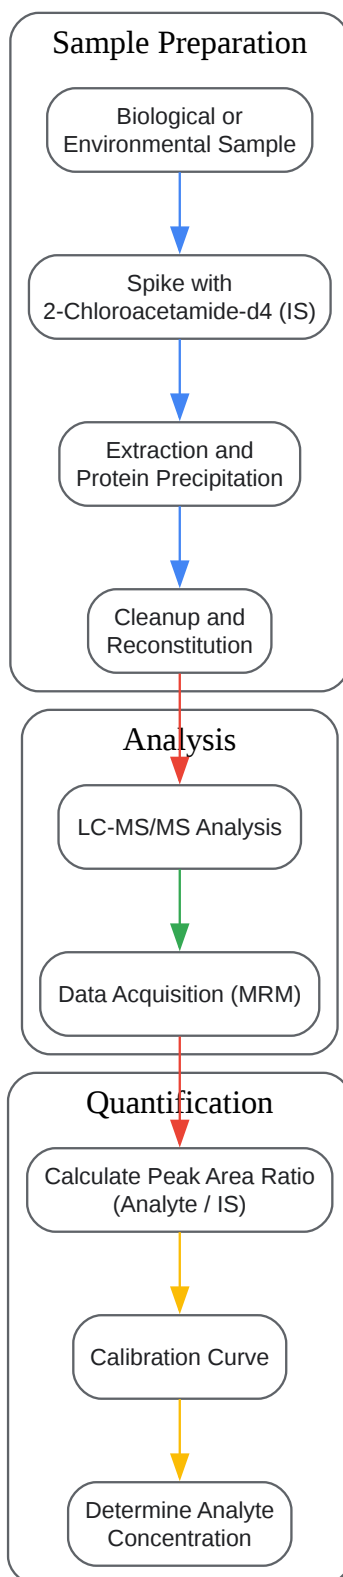 Sample Preparation
Biological or
Environmental Sample
Spike with
2-Chloroacetamide-d4 (IS)
Extraction and
Protein Precipitation
Cleanup and
Reconstitution
Analysis
LC-MS/MS Analysis
Data Acquisition (MRM)
Quantification
Calculate Peak Area Ratio
(Analyte / IS)
Calibration Curve
Determine Analyte
Concentration